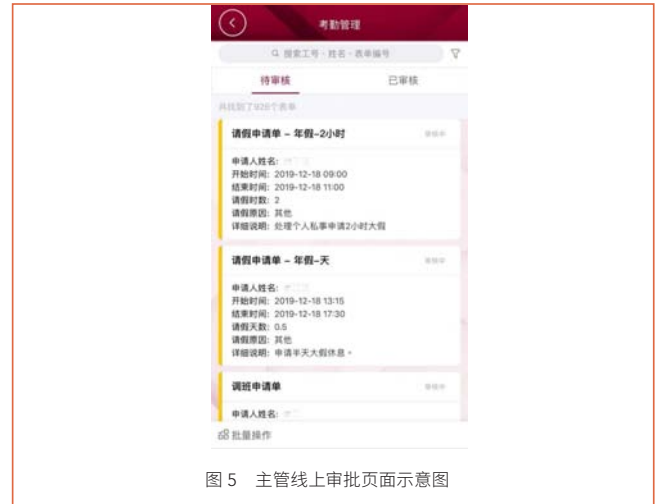 考勤管理
搜索工号、姓名、表单编号
待审核 已审核
共找到了928个表单
请假申请单 - 年假-2小时 审核中
申请人姓名:
开始时间: 2019-12-18 09:00
结束时间: 2019-12-18 11:00
请假时数: 2
请假原因: 其他
详细说明: 处理个人私事申请2小时大假
请假申请单 - 年假-天 审核中
申请人姓名:
开始时间: 2019-12-18 13:15
结束时间: 2019-12-18 17:30
请假天数: 0.5
请假原因: 其他
详细说明: 申请半天大假休息。
调班申请单 审核中
申请人姓名:
批量操作
图 5 主管线上审批页面示意图